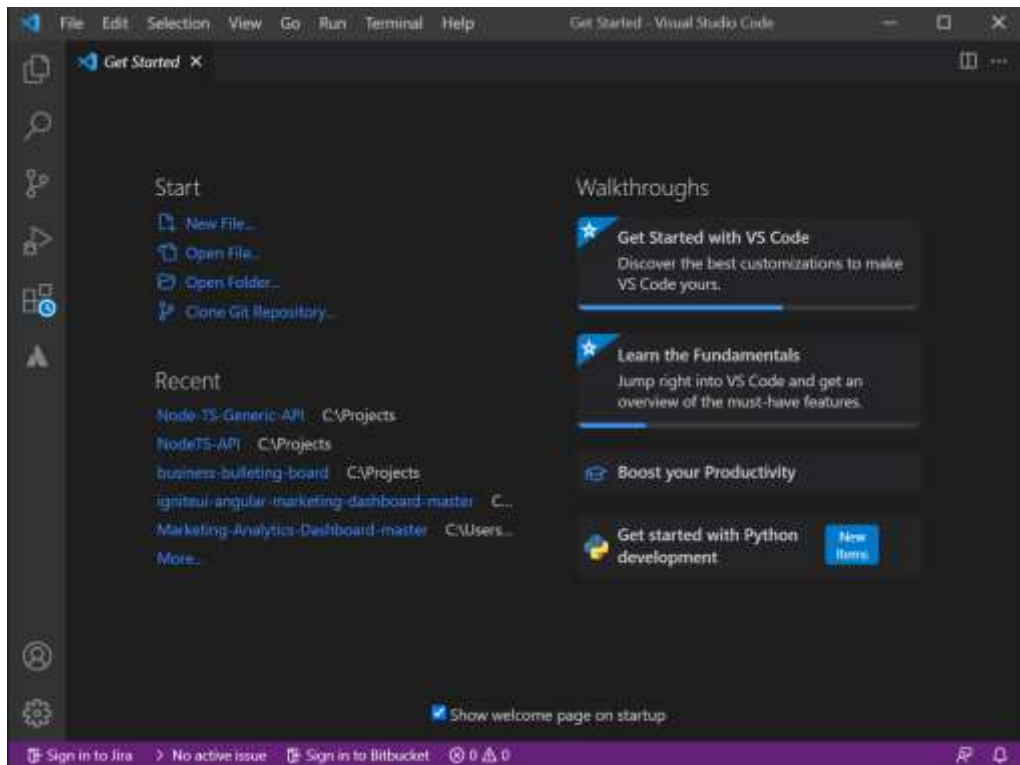 File Edit Selection View Go Run Terminal Help Get Started - Visual Studio Code
Get Started
Start
New File...
Open File...
Open Folder...
Clone Git Repository...
Recent
Node-TS-Generic-API C:\Projects
NodeTS-API C:\Projects
business-bulleting-board C:\Projects
igniteui-angular-marketing-dashboard-master C...
Marketing-Analytics-Dashboard-master C:\Users...
More...
Walkthroughs
Get Started with VS Code
Discover the best customizations to make
VS Code yours.
Learn the Fundamentals
Jump right into VS Code and get an
overview of the must-have features.
Boost your Productivity
Get started with Python
development
New
Items
Show welcome page on startup
Sign in to Jira No active issue Sign in to Bitbucket 0 0